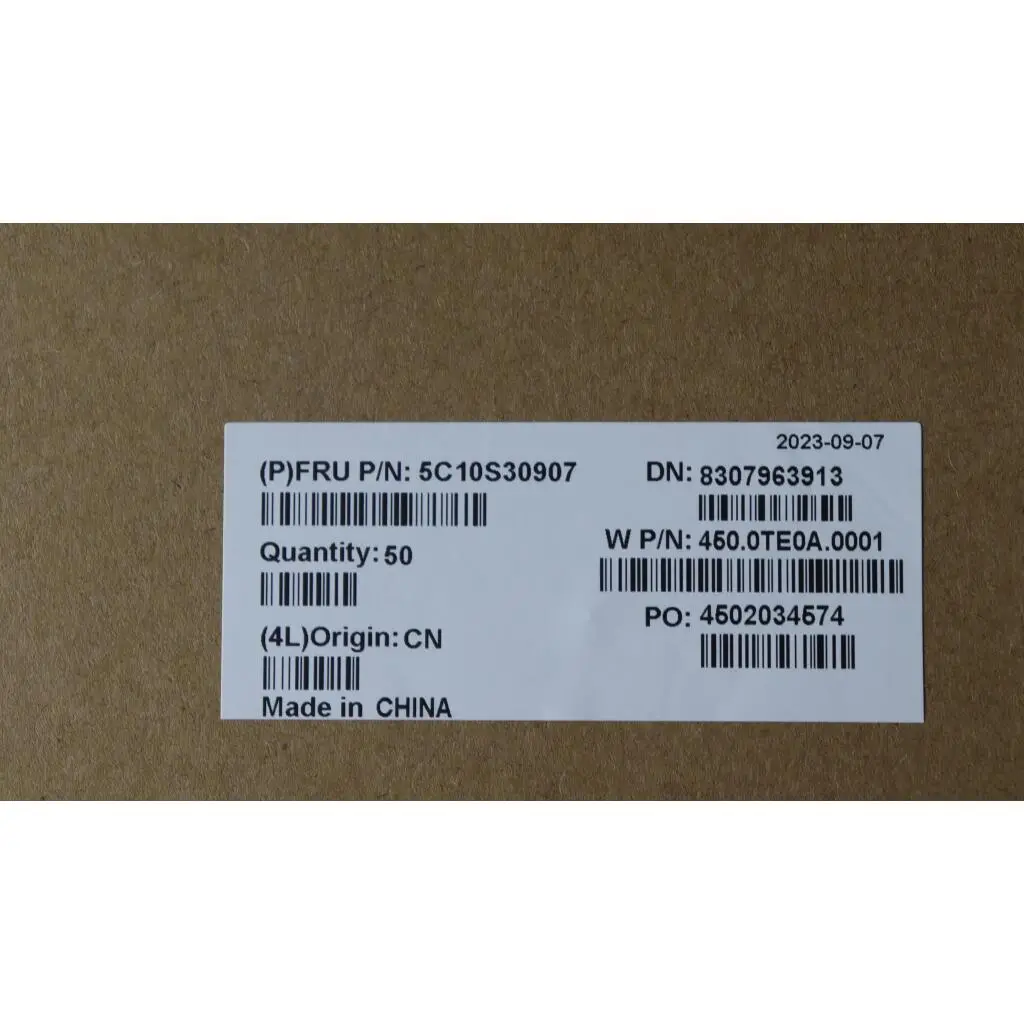 2023-09-07
(P)FRU P/N: 5C10S30907
DN: 8307963913
Quantity: 50
W P/N: 450.0TE0A.0001
(4L)Origin: CN
PO: 4502034574
Made in CHINA